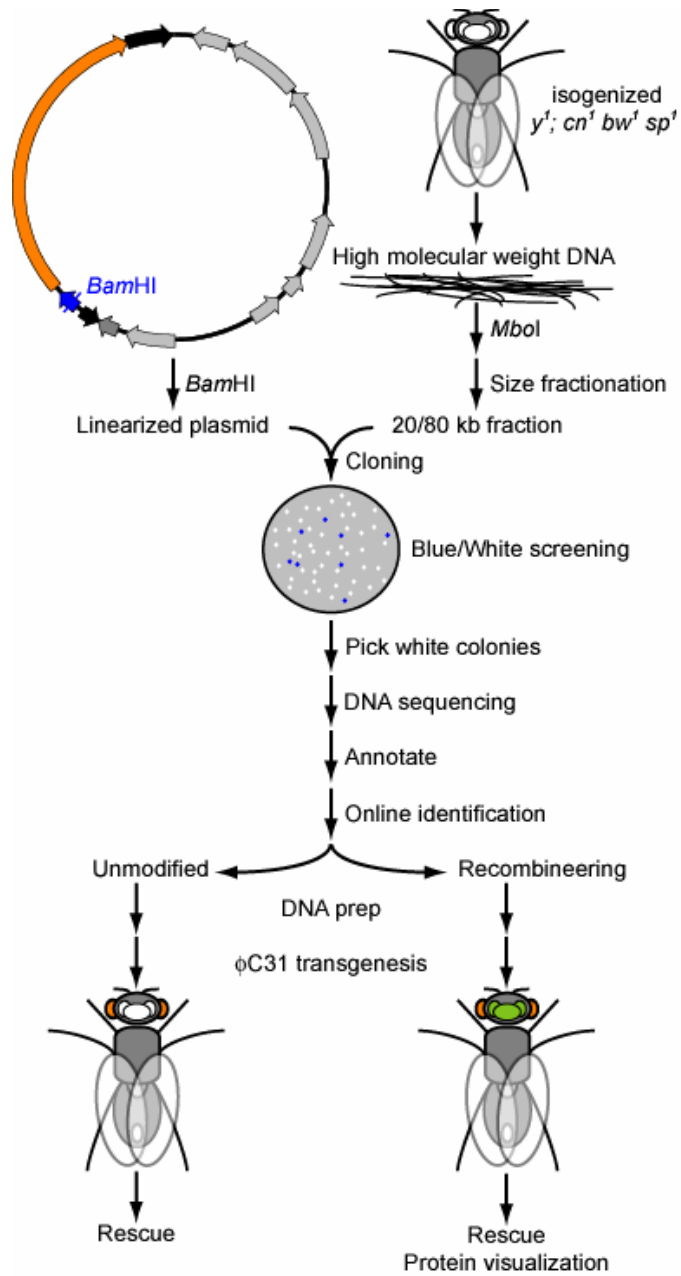 isogenized
y¹; cn¹ bw¹ sp¹
High molecular weight DNA
BamHI
MboI
BamHI
Size fractionation
Linearized plasmid
20/80 kb fraction
Cloning
Blue/White screening
Pick white colonies
DNA sequencing
Annotate
Online identification
Unmodified
Recombineering
DNA prep
ϕC31 transgenesis
Rescue
Rescue
Protein visualization